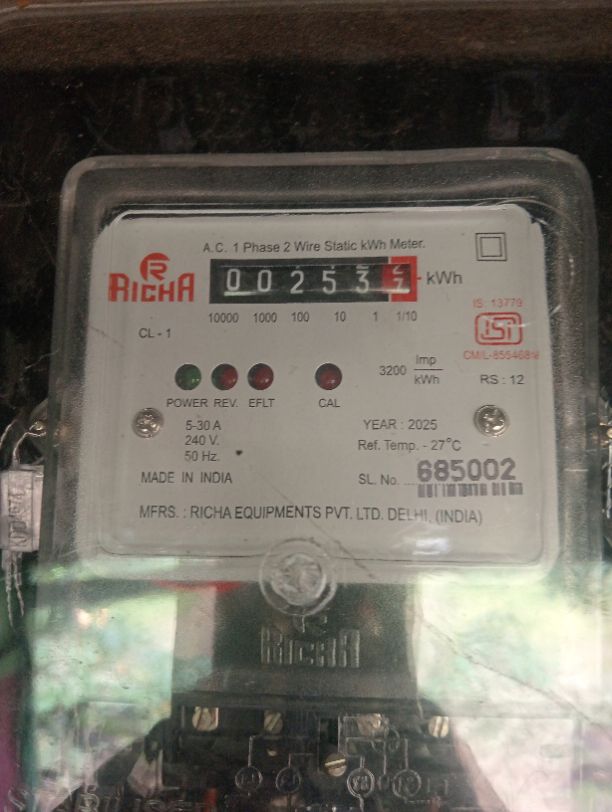 A.C. 1 Phase 2 Wire Static kWh Meter.
RICHA
0 0 2 5 3 kWh
10000 1000 100 10 1 1/10
CL - 1
IS: 13779
ISI
3200 Imp/kWh
RS : 12
POWER REV. EFLT CAL
5-30 A
240 V.
50 Hz.
YEAR : 2025
Ref. Temp. - 27°C
MADE IN INDIA
SL. No. 685002
MFRS. : RICHA EQUIPMENTS PVT. LTD. DELHI, (INDIA)
RICHA